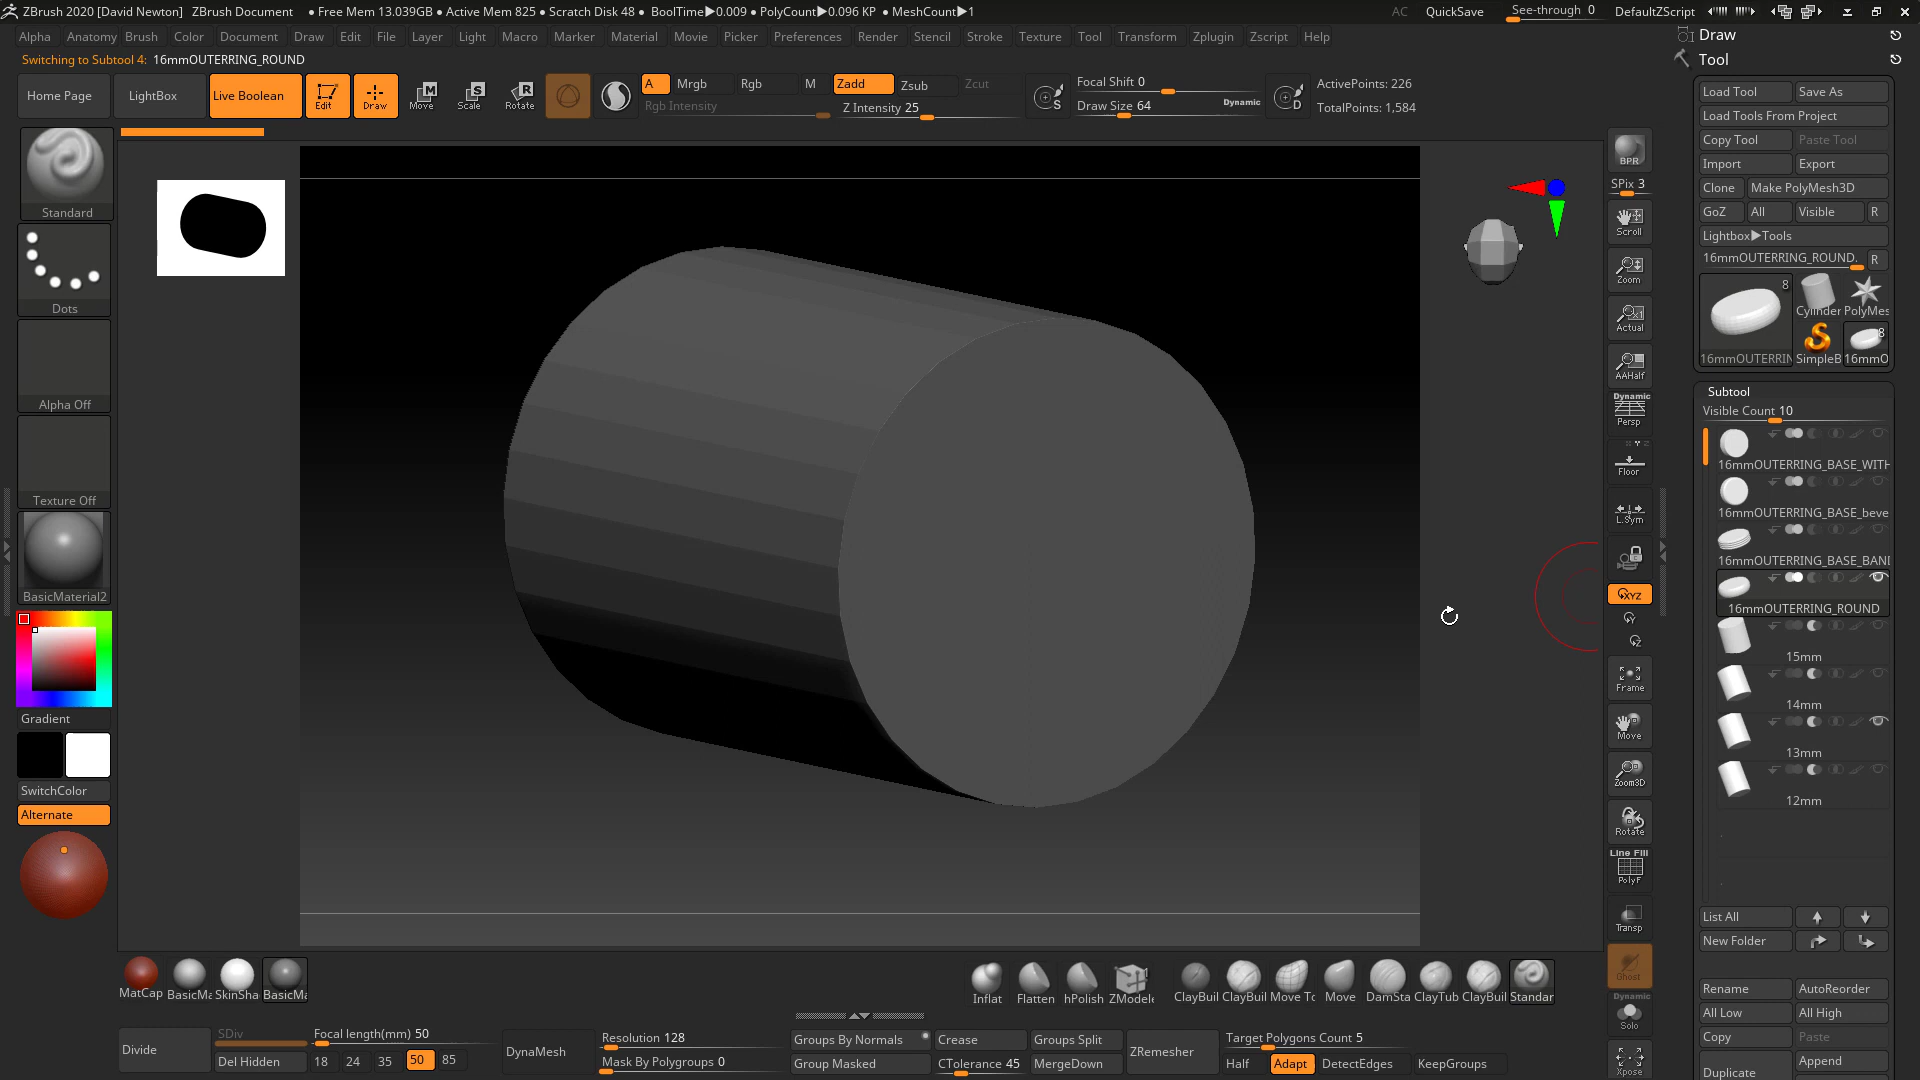 ZBrush 2020 [David Newton] ZBrush Document • Free Mem 13.039GB • Active Mem 825 • Scratch Disk 48 • BoolTime▶0.009 • PolyCount▶0.096 KP • MeshCount▶1 AC QuickSave See-through 0 DefaultZScript
Alpha Anatomy Brush Color Document Draw Edit File Layer Light Macro Marker Material Movie Picker Preferences Render Stencil Stroke Texture Tool Transform Zplugin Zscript Help
Switching to Subtool 4: 16mmOUTERRING_ROUND
Home Page LightBox Live Boolean Edit Draw Move Scale Rotate
A Mrgb Rgb M Zadd Zsub Zcut
Rgb Intensity Z Intensity 25
Focal Shift 0
Draw Size 64 Dynamic
ActivePoints: 226
TotalPoints: 1,584
Standard
Dots
Alpha Off
Texture Off
BasicMaterial2
Gradient
SwitchColor
Alternate
BPR
SPix 3
Scroll
Zoom
Actual
AAHalf
Dynamic
Persp
Floor
L.Sym
XYZ
Y
Z
Frame
Move
Zoom3D
Rotate
Line Fill
PolyF
Transp
Ghost
Dynamic
Solo
Xpose
Draw
Tool
Load Tool Save As
Load Tools From Project
Copy Tool Paste Tool
Import Export
Clone Make PolyMesh3D
GoZ All Visible R
Lightbox▶Tools
16mmOUTERRING_ROUND. R
8
Cylinder PolyMes
8
16mmOUTERRIN SimpleB 16mmO
Subtool
Visible Count 10
16mmOUTERRING_BASE_WITH
16mmOUTERRING_BASE_beve
16mmOUTERRING_BASE_BANI
16mmOUTERRING_ROUND
15mm
14mm
13mm
12mm
List All
New Folder
Rename AutoReorder
All Low All High
Copy Paste
Duplicate Append
MatCap BasicMa SkinSha BasicMa
Inflat Flatten hPolish ZModele ClayBuil ClayBuil Move To Move DamSta ClayTub ClayBuil Standar
Divide
SDiv
Del Hidden
Focal length(mm) 50
18 24 35 50 85
DynaMesh
Resolution 128
Mask By Polygroups 0
Groups By Normals Crease Groups Split
Group Masked CTolerance 45 MergeDown
ZRemesher
Target Polygons Count 5
Half Adapt DetectEdges KeepGroups